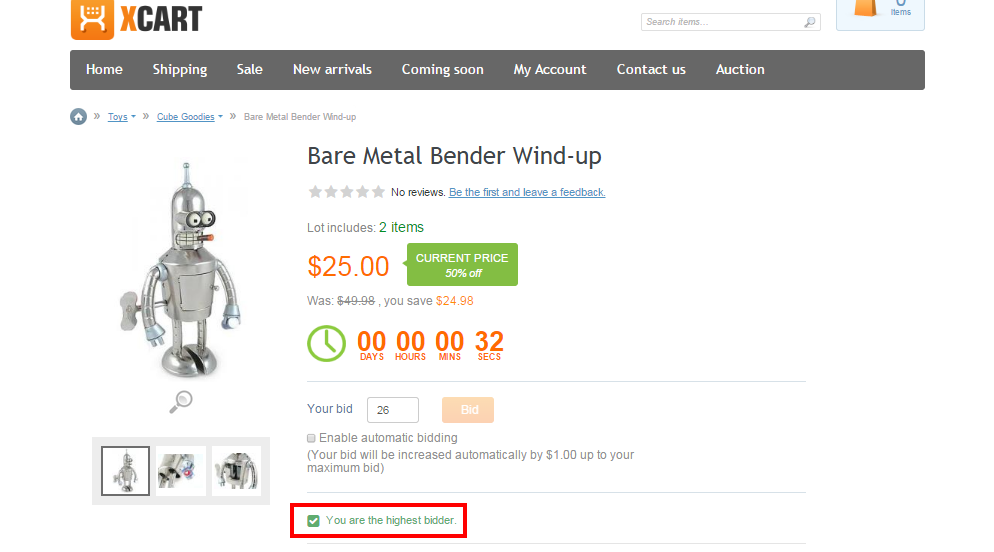 XCART
Search items...
items
Home Shipping Sale New arrivals Coming soon My Account Contact us Auction
» Toys » Cube Goodies » Bare Metal Bender Wind-up
Bare Metal Bender Wind-up
No reviews. Be the first and leave a feedback.
Lot includes: 2 items
$25.00 CURRENT PRICE
50% off
Was: $49.98 , you save $24.98
00 00 00 32
DAYS HOURS MINS SECS
Your bid 26 Bid
Enable automatic bidding
(Your bid will be increased automatically by $1.00 up to your
maximum bid)
You are the highest bidder.